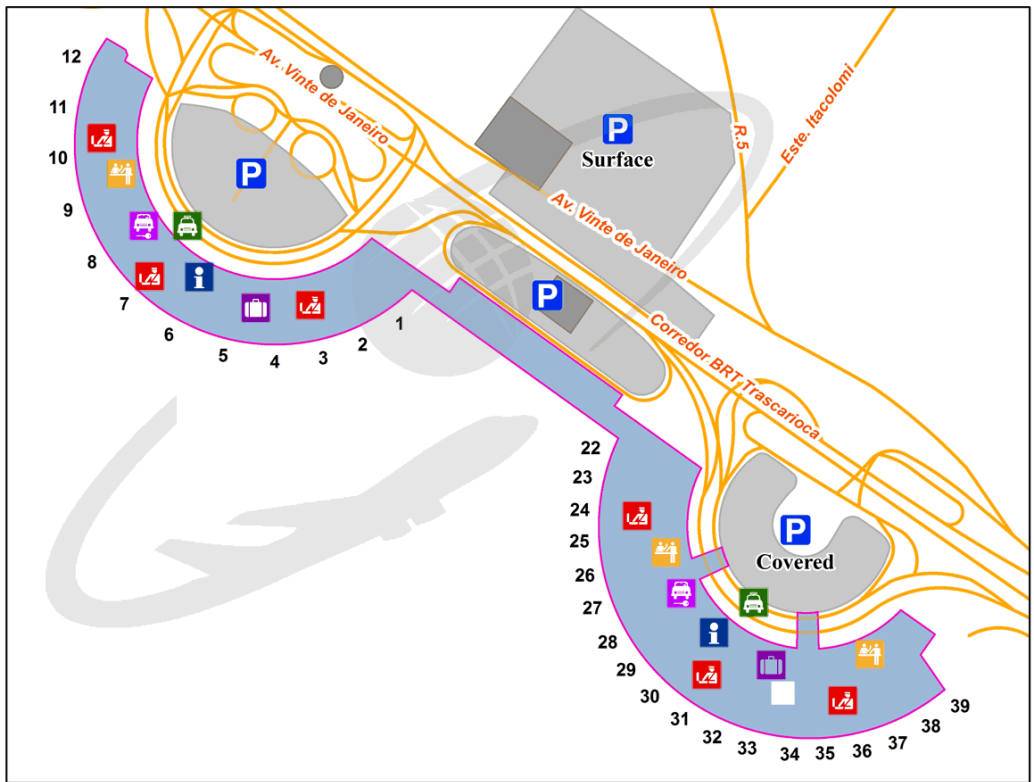 12
11
10
9
8
7
6
5
4
3
2
1
Av. Vinte de Janeiro
P
P
Surface
R.5
Este. Itacolomi
Av. Vinte de Janeiro
P
Corredor BRT Trascarioca
22
23
24
25
26
27
28
29
30
31
32
33
34
35
36
37
38
39
P
Covered
i
i